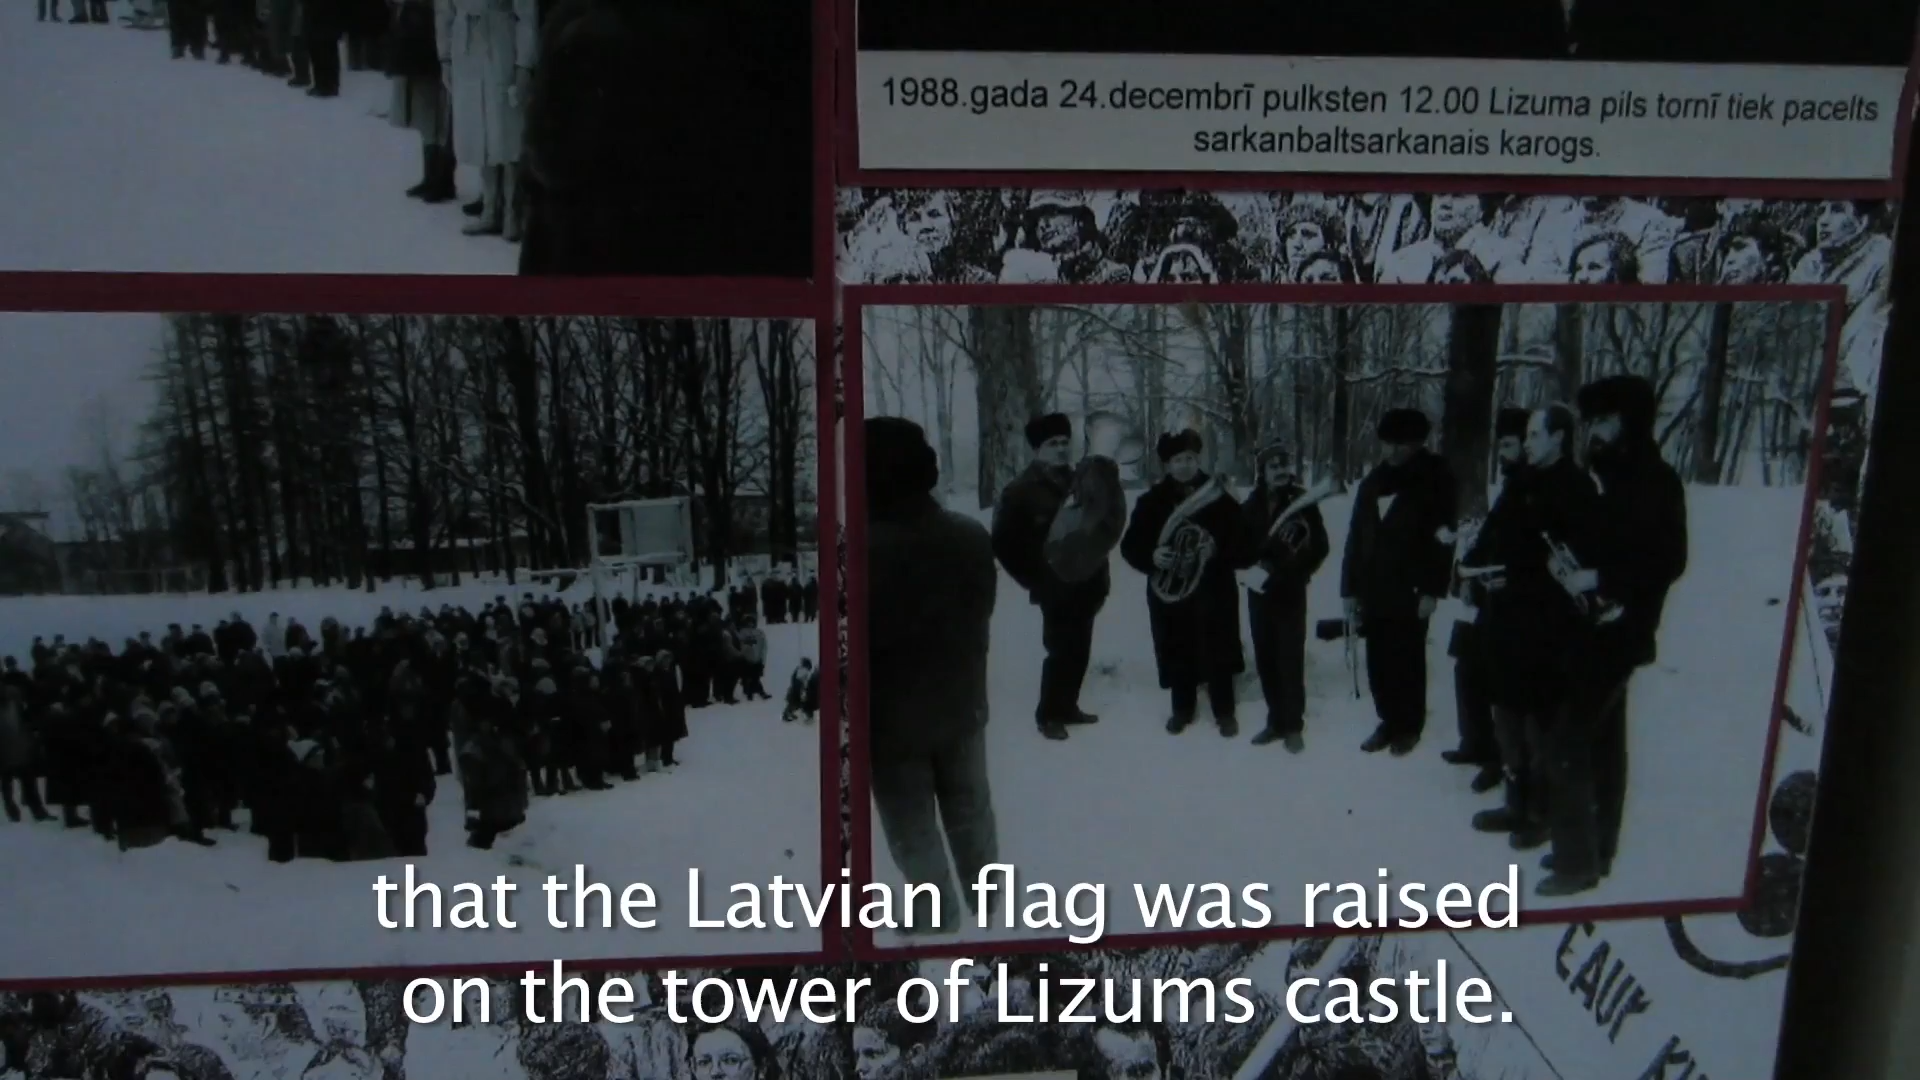 1988.gada 24.decembrī pulksten 12.00 Lizuma pils tornī tiek pacelts
sarkanbaltsarkanais karogs.
that the Latvian flag was raised
on the tower of Lizums castle.